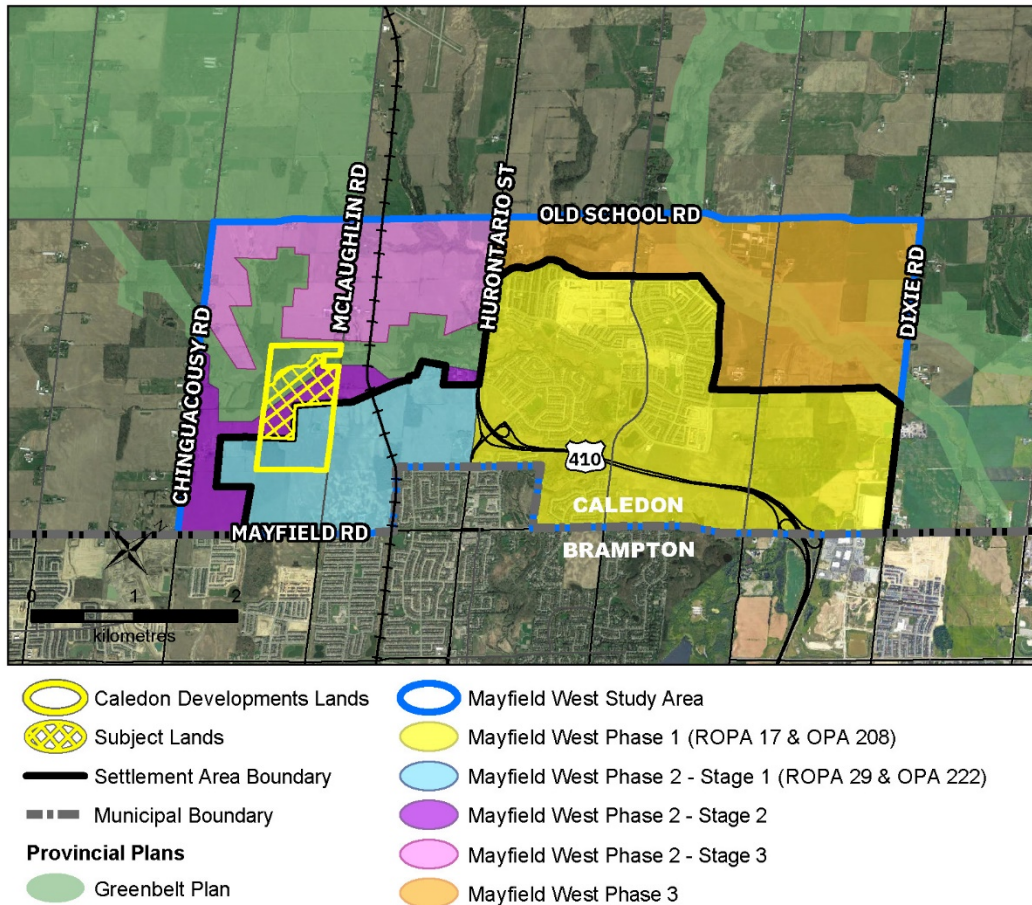 OLD SCHOOL RD
MCLAUGHLIN RD
HURONTARIO ST
DIXIE RD
CHINGUACOUSY RD
410
CALEDON
MAYFIELD RD
BRAMPTON
N
0 1 2
kilometres
Caledon Developments Lands
Subject Lands
Settlement Area Boundary
Municipal Boundary
Provincial Plans
Greenbelt Plan
Mayfield West Study Area
Mayfield West Phase 1 (ROPA 17 & OPA 208)
Mayfield West Phase 2 - Stage 1 (ROPA 29 & OPA 222)
Mayfield West Phase 2 - Stage 2
Mayfield West Phase 2 - Stage 3
Mayfield West Phase 3